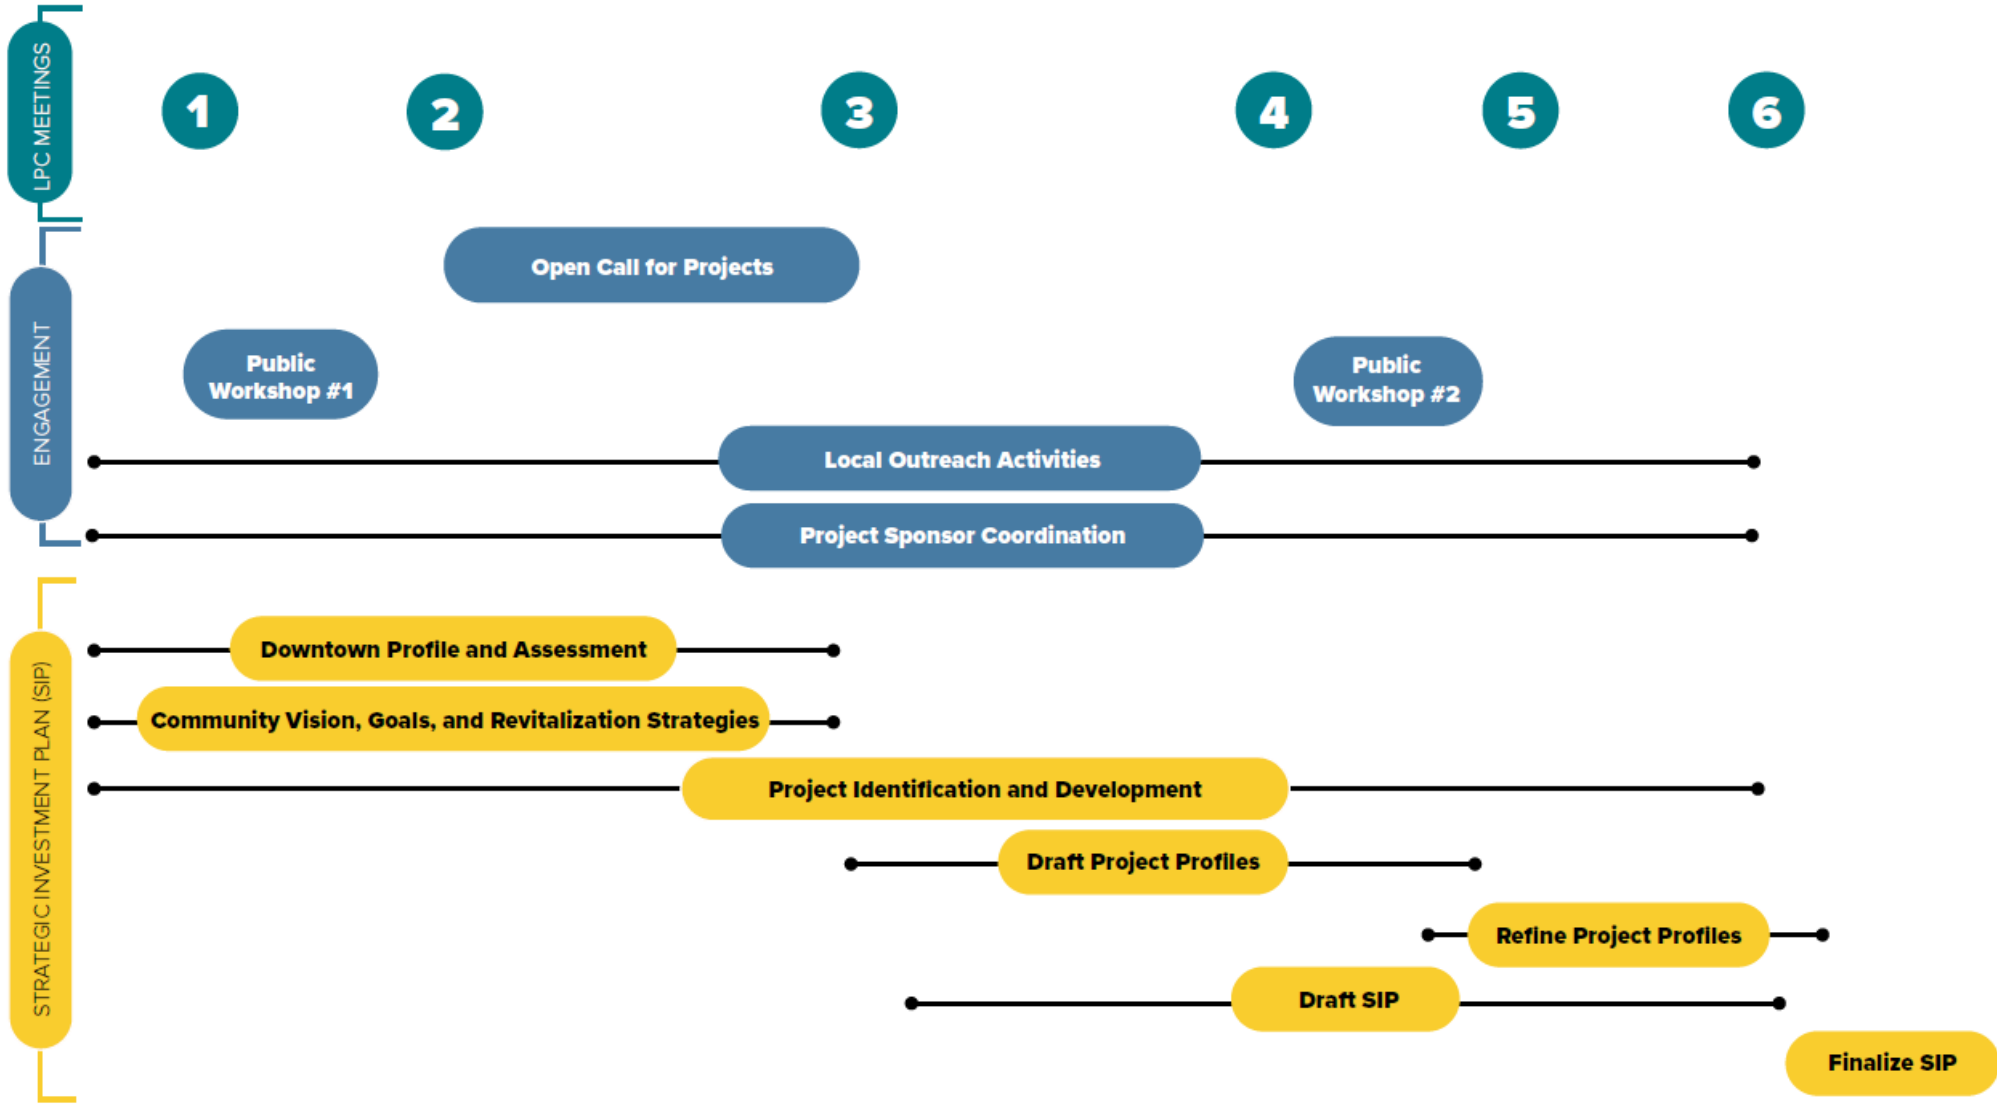 LPC MEETINGS
1
2
3
4
5
6
ENGAGEMENT
Open Call for Projects
Public
Workshop #1
Public
Workshop #2
Local Outreach Activities
Project Sponsor Coordination
STRATEGIC INVESTMENT PLAN (SIP)
Downtown Profile and Assessment
Community Vision, Goals, and Revitalization Strategies
Project Identification and Development
Draft Project Profiles
Refine Project Profiles
Draft SIP
Finalize SIP